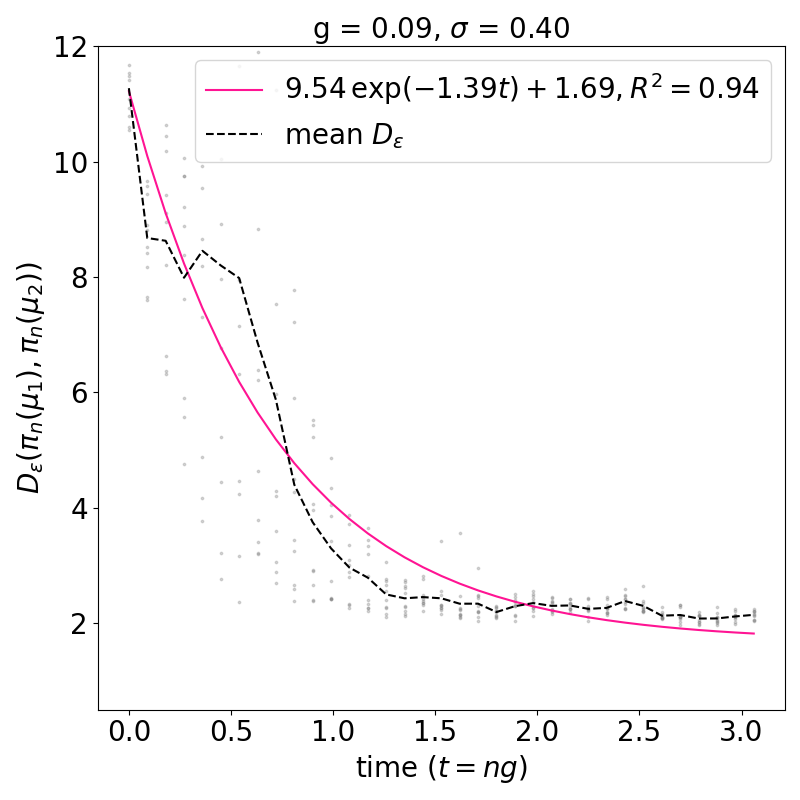 g = 0.09, σ = 0.40
9.54 exp(−1.39t) + 1.69, R² = 0.94
mean D_ε
D_ε(π_n(μ₁), π_n(μ₂))
12
10
8
6
4
2
0.0 0.5 1.0 1.5 2.0 2.5 3.0
time (t = ng)